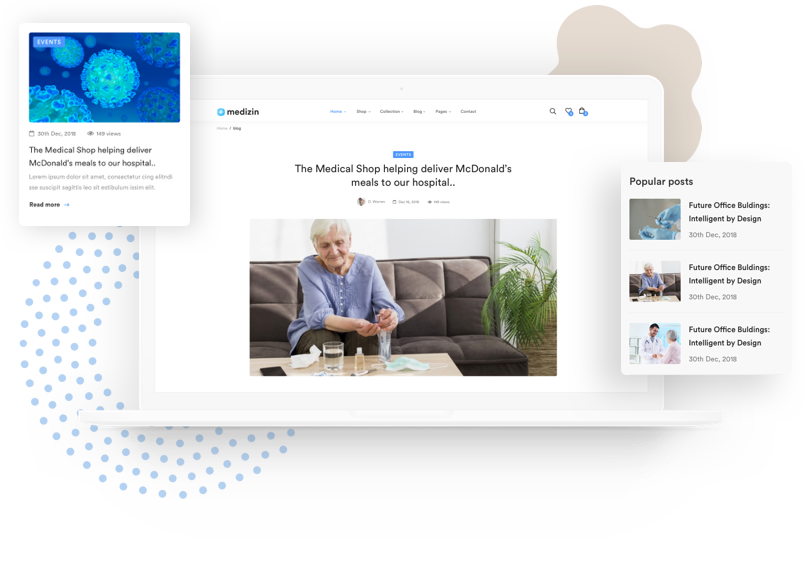 EVENTS
30th Dec, 2018 149 views
The Medical Shop helping deliver
McDonald's meals to our hospital..
Lorem ipsum dolor sit amet, consectetur cing elitndi
sse suscipit sagittis leo sit estibulum issim elit.
Read more
medizin
Home Shop Collection Blog Pages Contact
Home / blog
EVENTS
The Medical Shop helping deliver McDonald's
meals to our hospital..
D. Warren Dec 16, 2018 149 views
Popular posts
Future Office Buldings:
Intelligent by Design
30th Dec, 2018
Future Office Buldings:
Intelligent by Design
30th Dec, 2018
Future Office Buldings:
Intelligent by Design
30th Dec, 2018